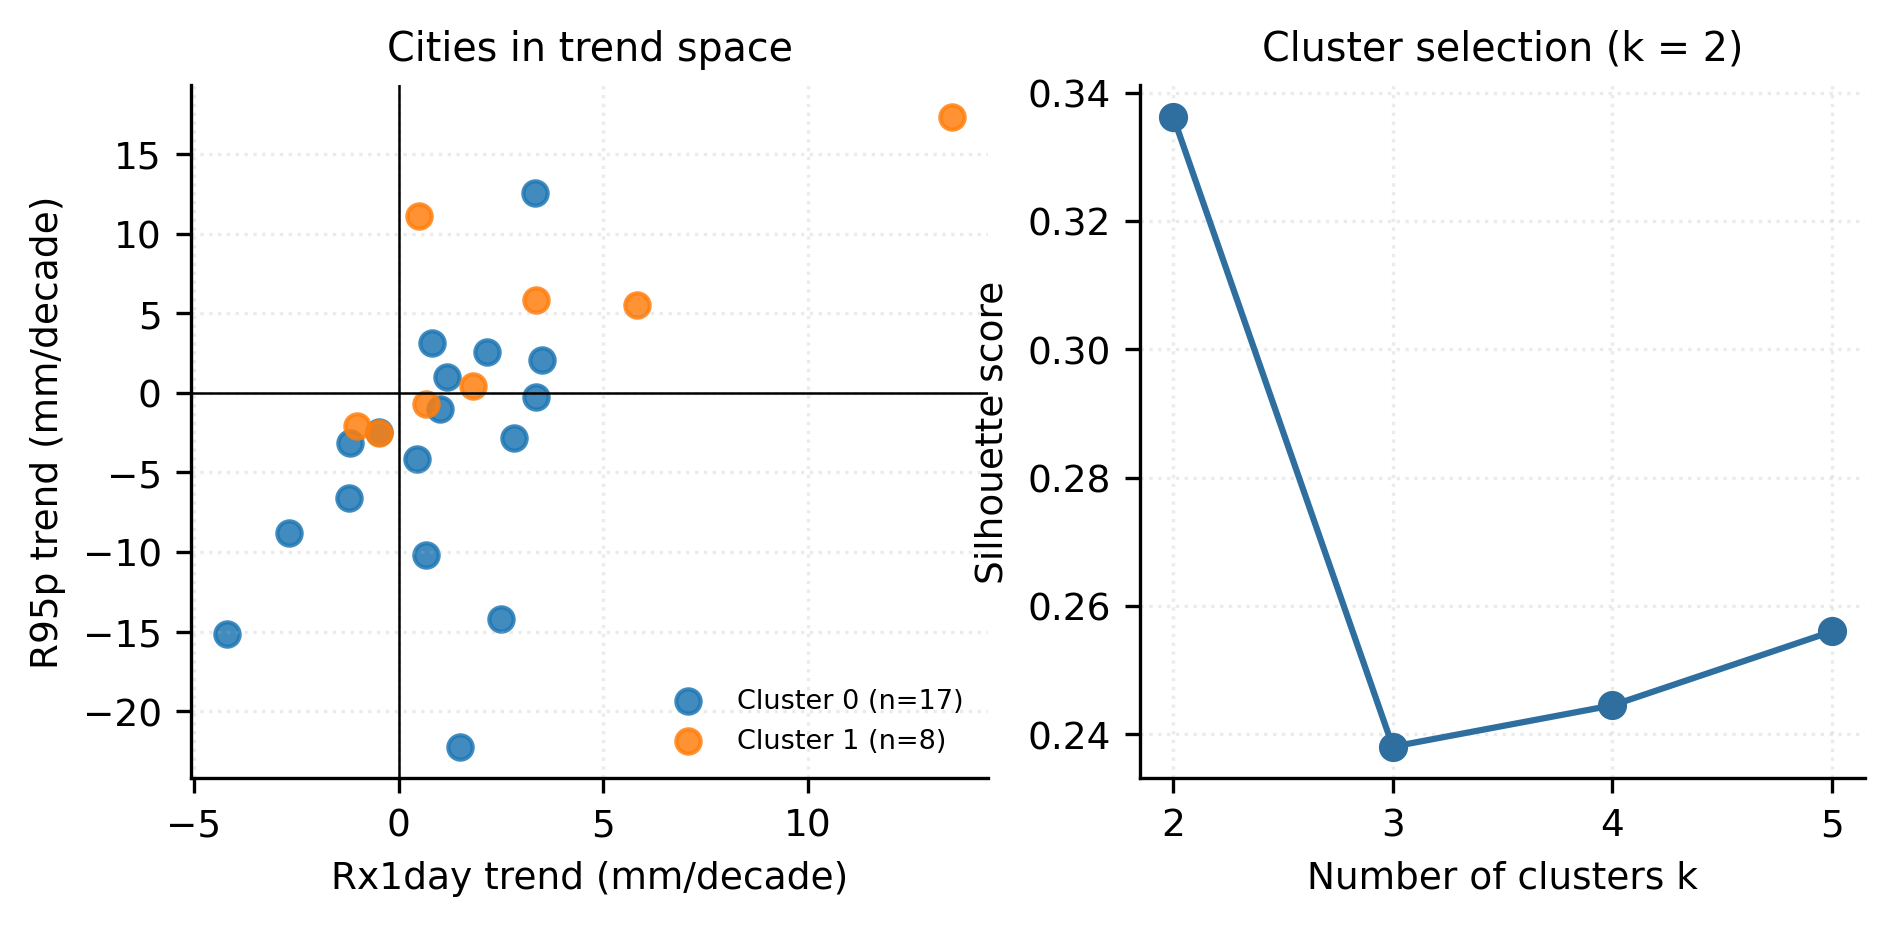 Cities in trend space
R95p trend (mm/decade)
15
10
5
0
−5
−10
−15
−20
−5
0
5
10
Rx1day trend (mm/decade)
Cluster 0 (n=17)
Cluster 1 (n=8)
Cluster selection (k = 2)
Silhouette score
0.34
0.32
0.30
0.28
0.26
0.24
2
3
4
5
Number of clusters k